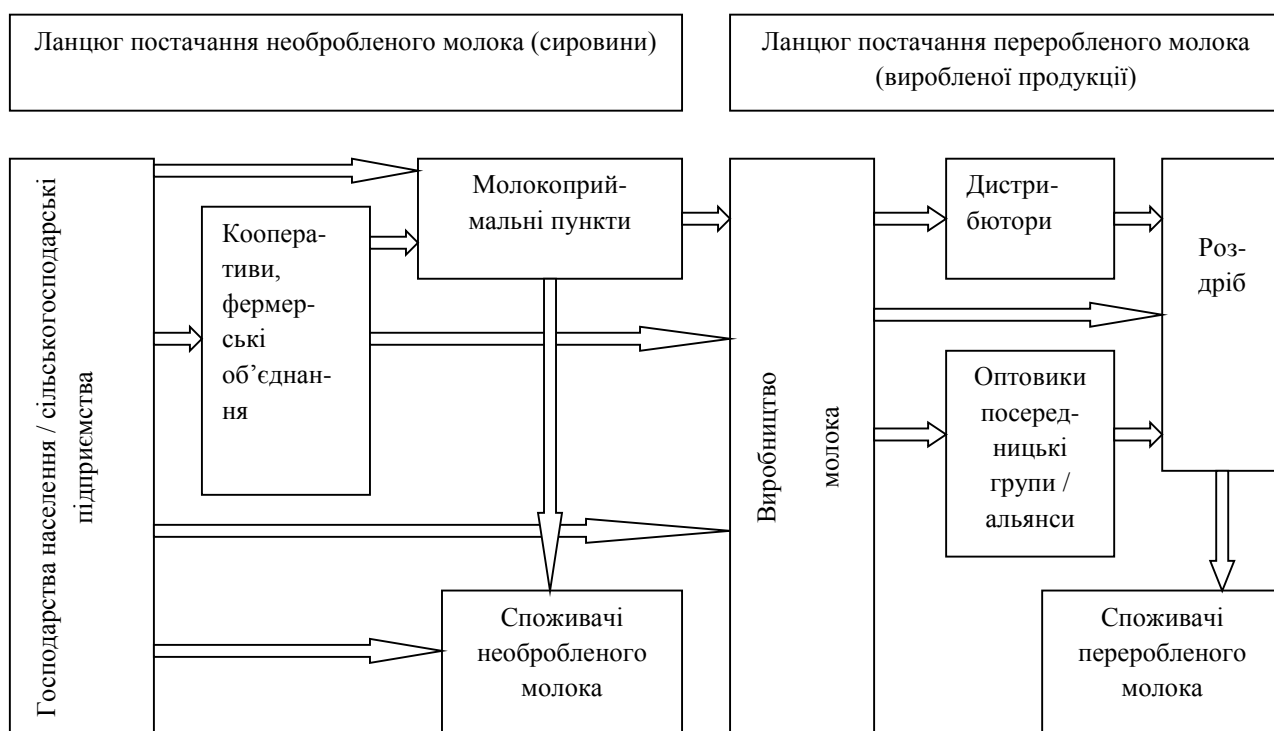 Ланцюг постачання необробленого молока (сировини)
Ланцюг постачання переробленого молока
(виробленої продукції)
Господарства населення / сільськогосподарські
підприємства
Коопера-
тиви,
фермер-
ські
об’єднан-
ня
Молокоприй-
мальні пункти
Споживачі
необробленого
молока
Виробництво
молока
Дистри-
бютори
Оптовики
посеред-
ницькі
групи /
альянси
Роз-
дріб
Споживачі
переробленого
молока